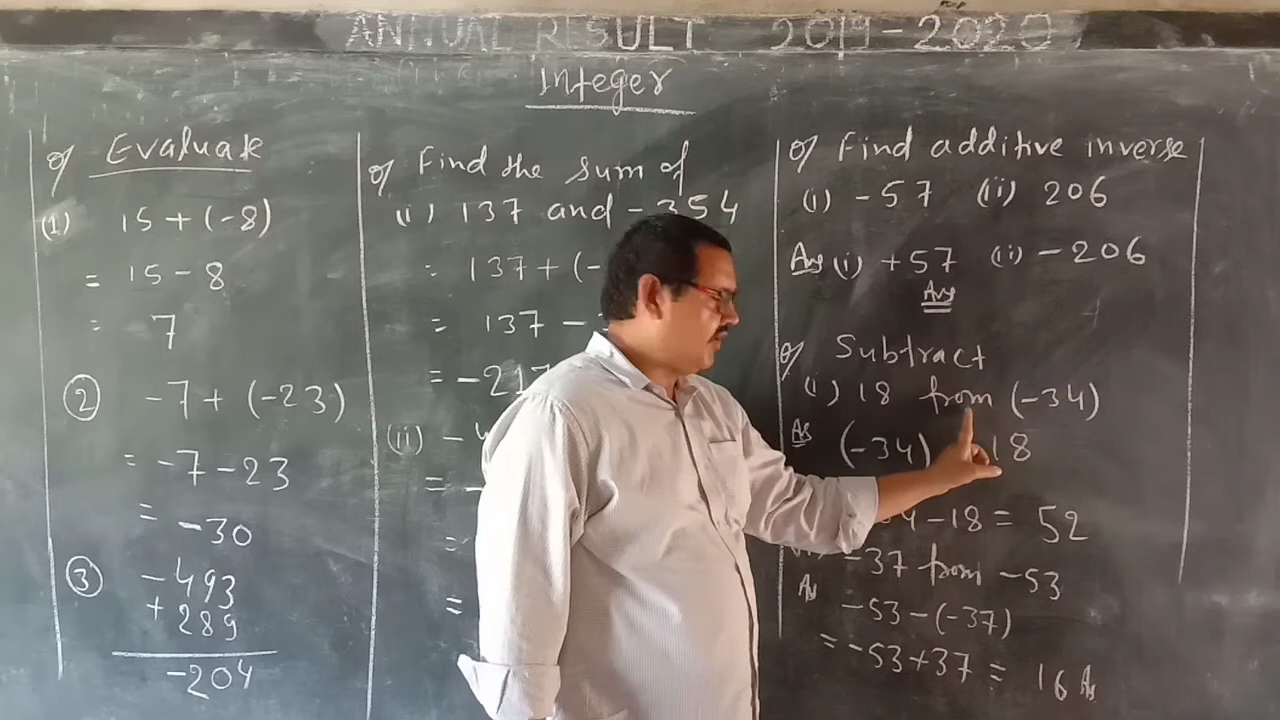 ANNUAL RESULT 2019-2020
Integer
Q/ Evaluate
(1) 15 + (-8)
= 15 - 8
= 7
② -7 + (-23)
= -7 - 23
= -30
③ -493
+ 289
-204
Q/ Find the sum of
(i) 137 and - 354
= 137 + (-
= 137 -
= -217
(ii) - 4
= -
=
=
Q/ Find additive inverse
(i) -57 (ii) 206
Ans (i) +57 (ii) -206
Ans
Q/ Subtract
(i) 18 from (-34)
As (-34) 18
4 - 18 = 52
-37 from -53
As -53 - (-37)
= -53 + 37 = 16 As